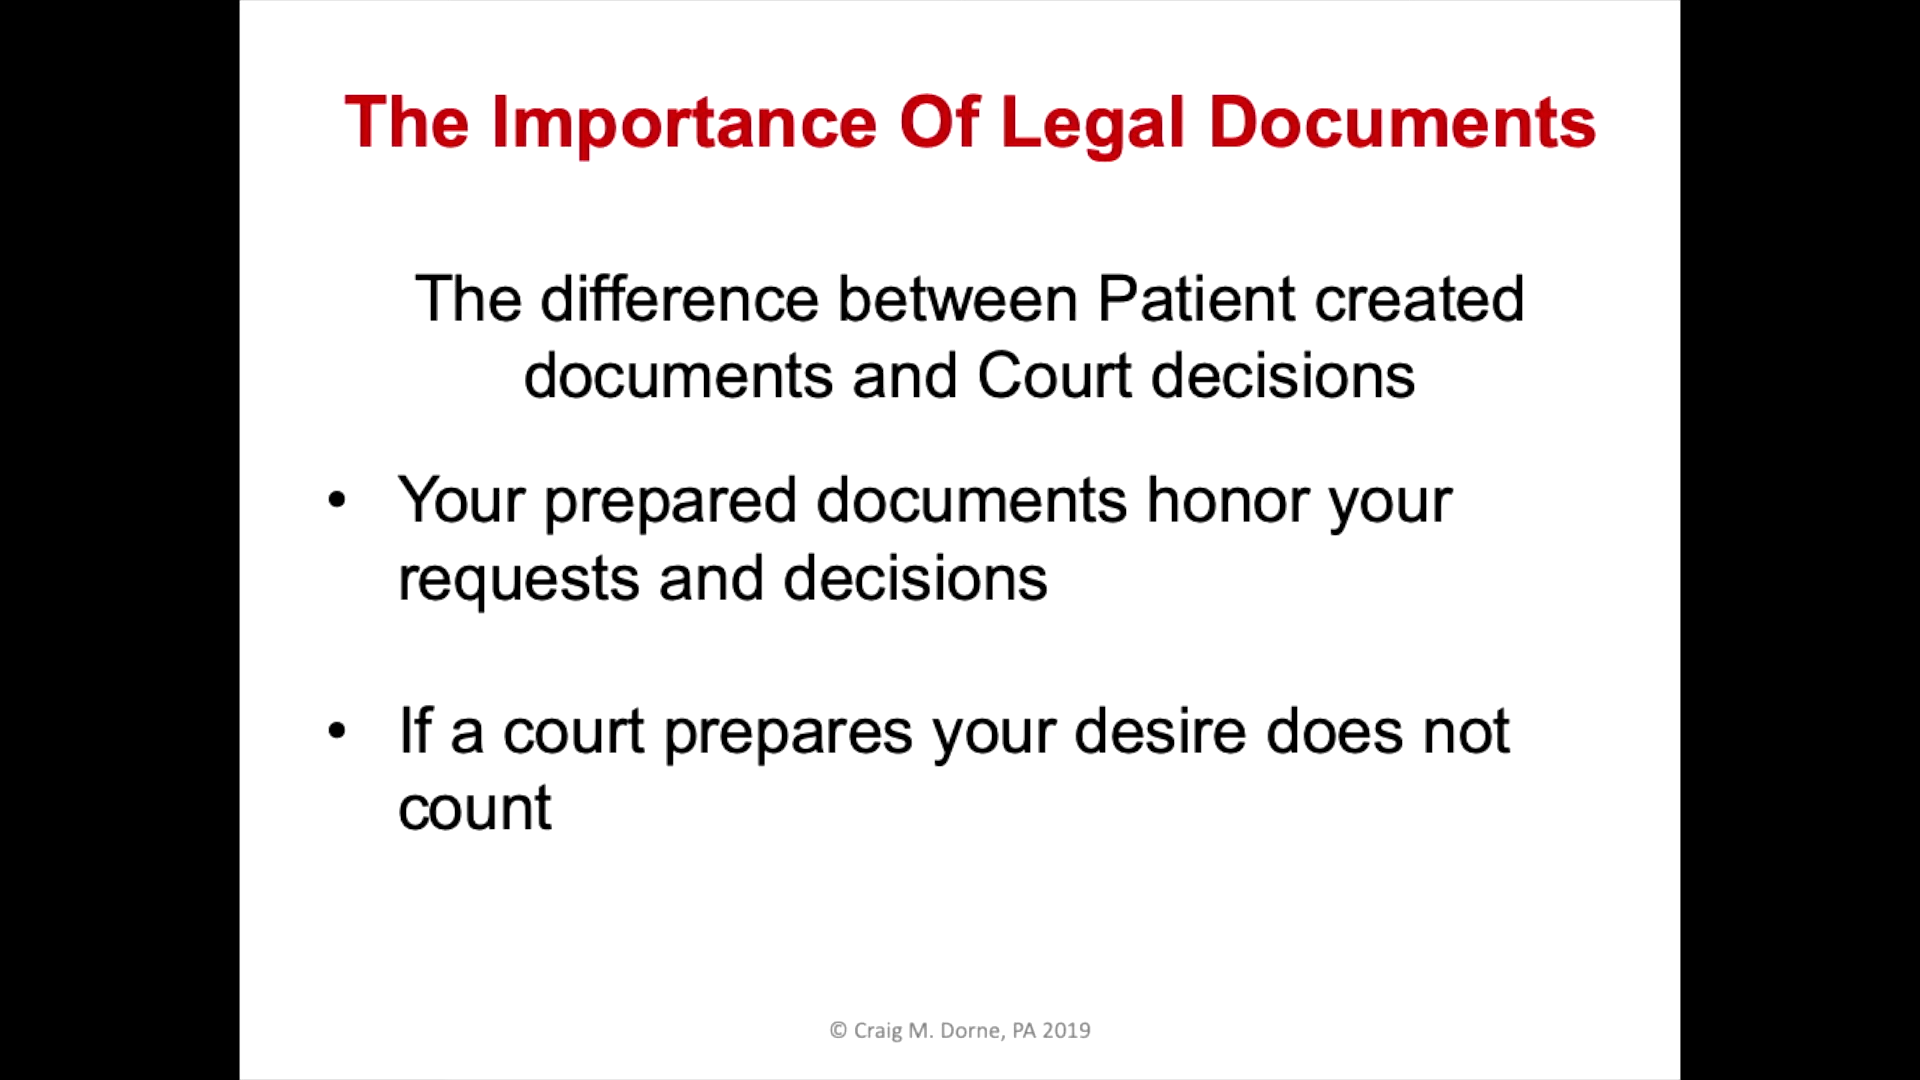 The Importance Of Legal Documents
The difference between Patient created
documents and Court decisions
• Your prepared documents honor your
requests and decisions
• If a court prepares your desire does not
count
© Craig M. Dorne, PA 2019